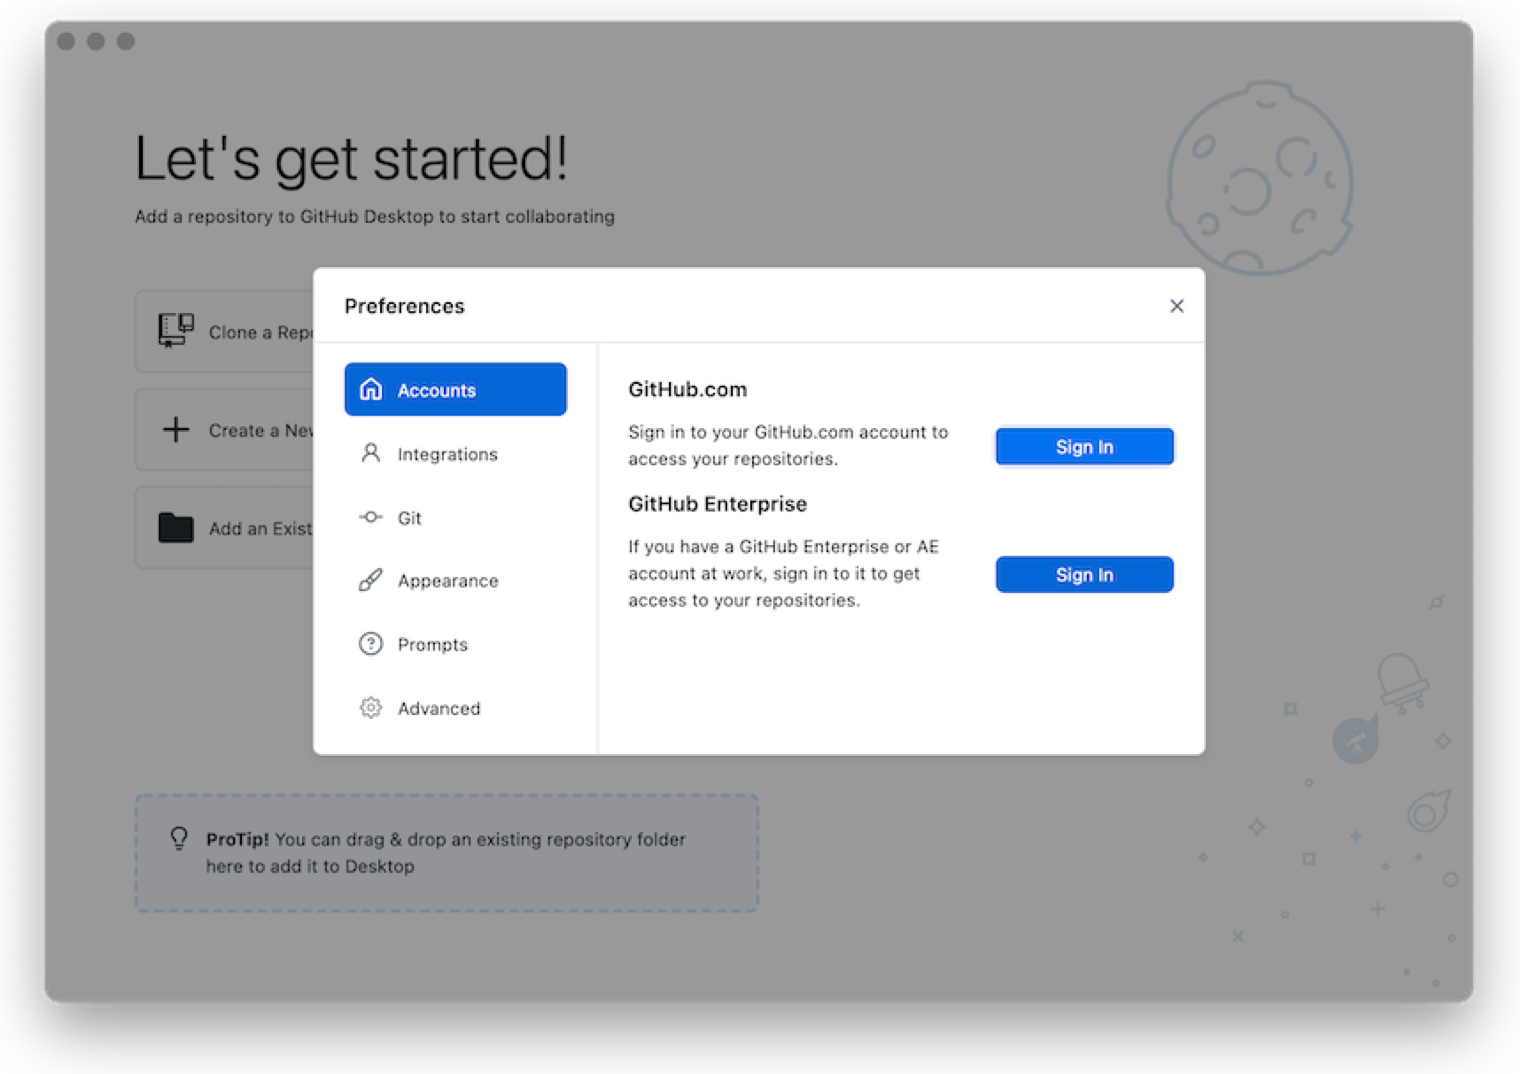 Let's get started!
Add a repository to GitHub Desktop to start collaborating
Clone a Repo
Create a New
Add an Exist
Preferences
Accounts
Integrations
Git
Appearance
Prompts
Advanced
GitHub.com
Sign in to your GitHub.com account to
access your repositories.
Sign In
GitHub Enterprise
If you have a GitHub Enterprise or AE
account at work, sign in to it to get
access to your repositories.
Sign In
ProTip! You can drag & drop an existing repository folder
here to add it to Desktop